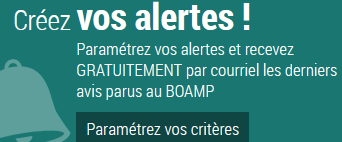 Créez vos alertes !
Paramétrez vos alertes et recevez
GRATUITEMENT par courriel les derniers
avis parus au BOAMP
Paramétrez vos critères